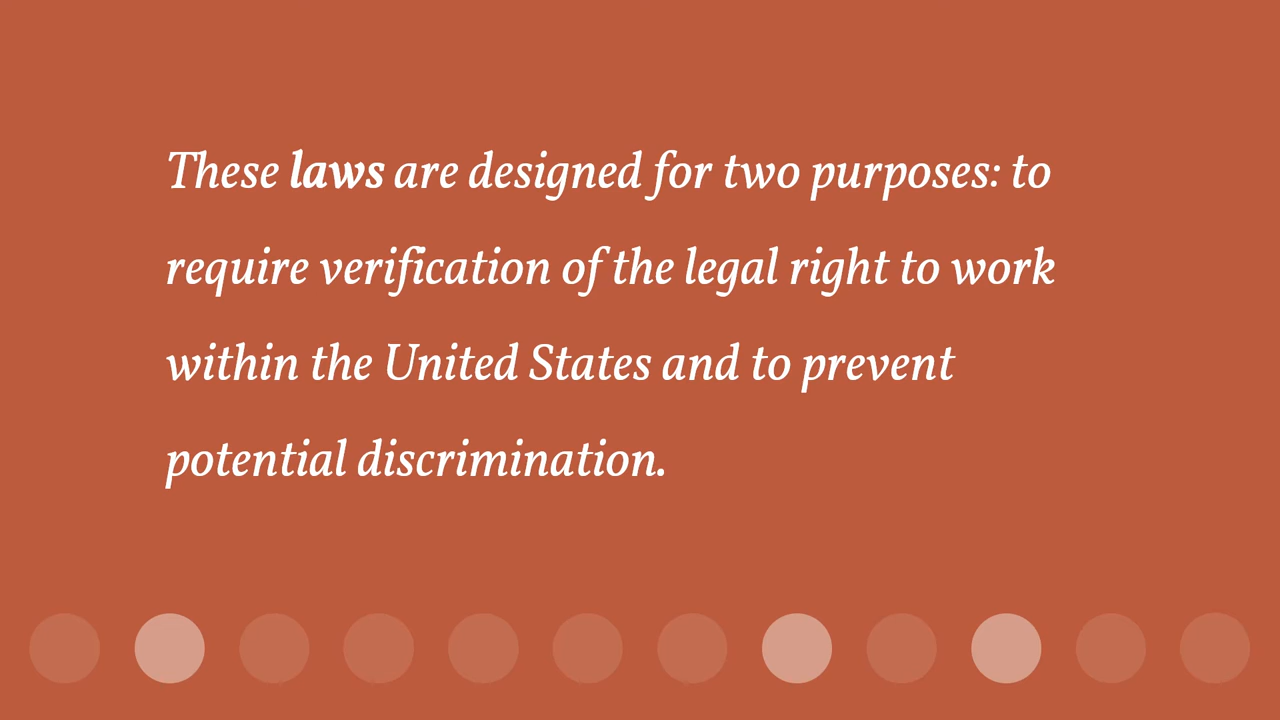 These laws are designed for two purposes: to
require verification of the legal right to work
within the United States and to prevent
potential discrimination.